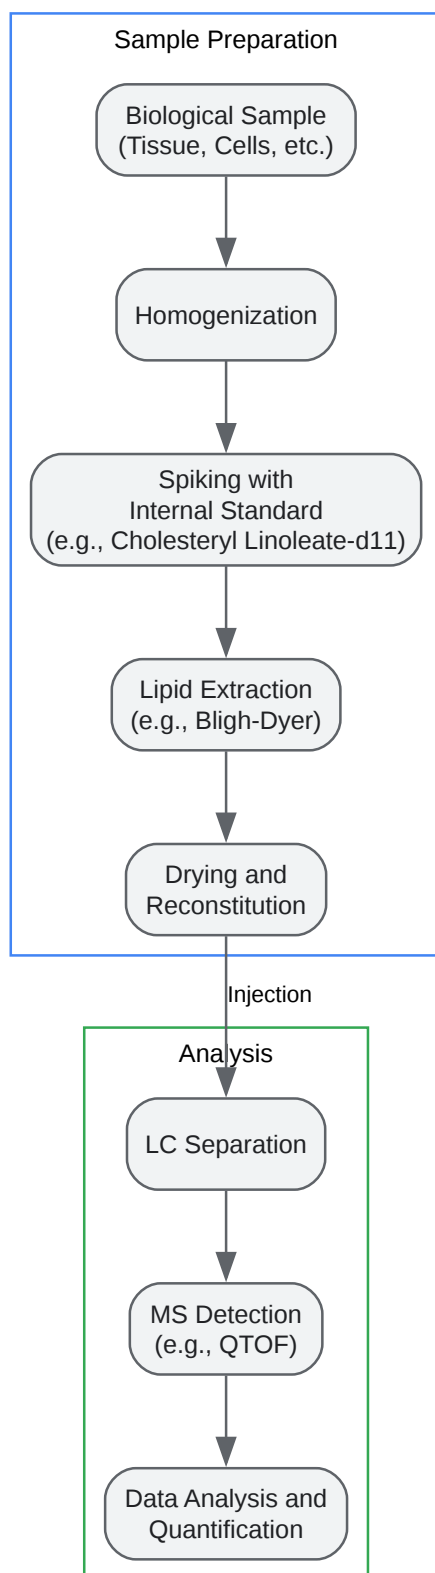 Sample Preparation
Biological Sample
(Tissue, Cells, etc.)
Homogenization
Spiking with
Internal Standard
(e.g., Cholesteryl Linoleate-d11)
Lipid Extraction
(e.g., Bligh-Dyer)
Drying and
Reconstitution
Injection
Analysis
LC Separation
MS Detection
(e.g., QTOF)
Data Analysis and
Quantification